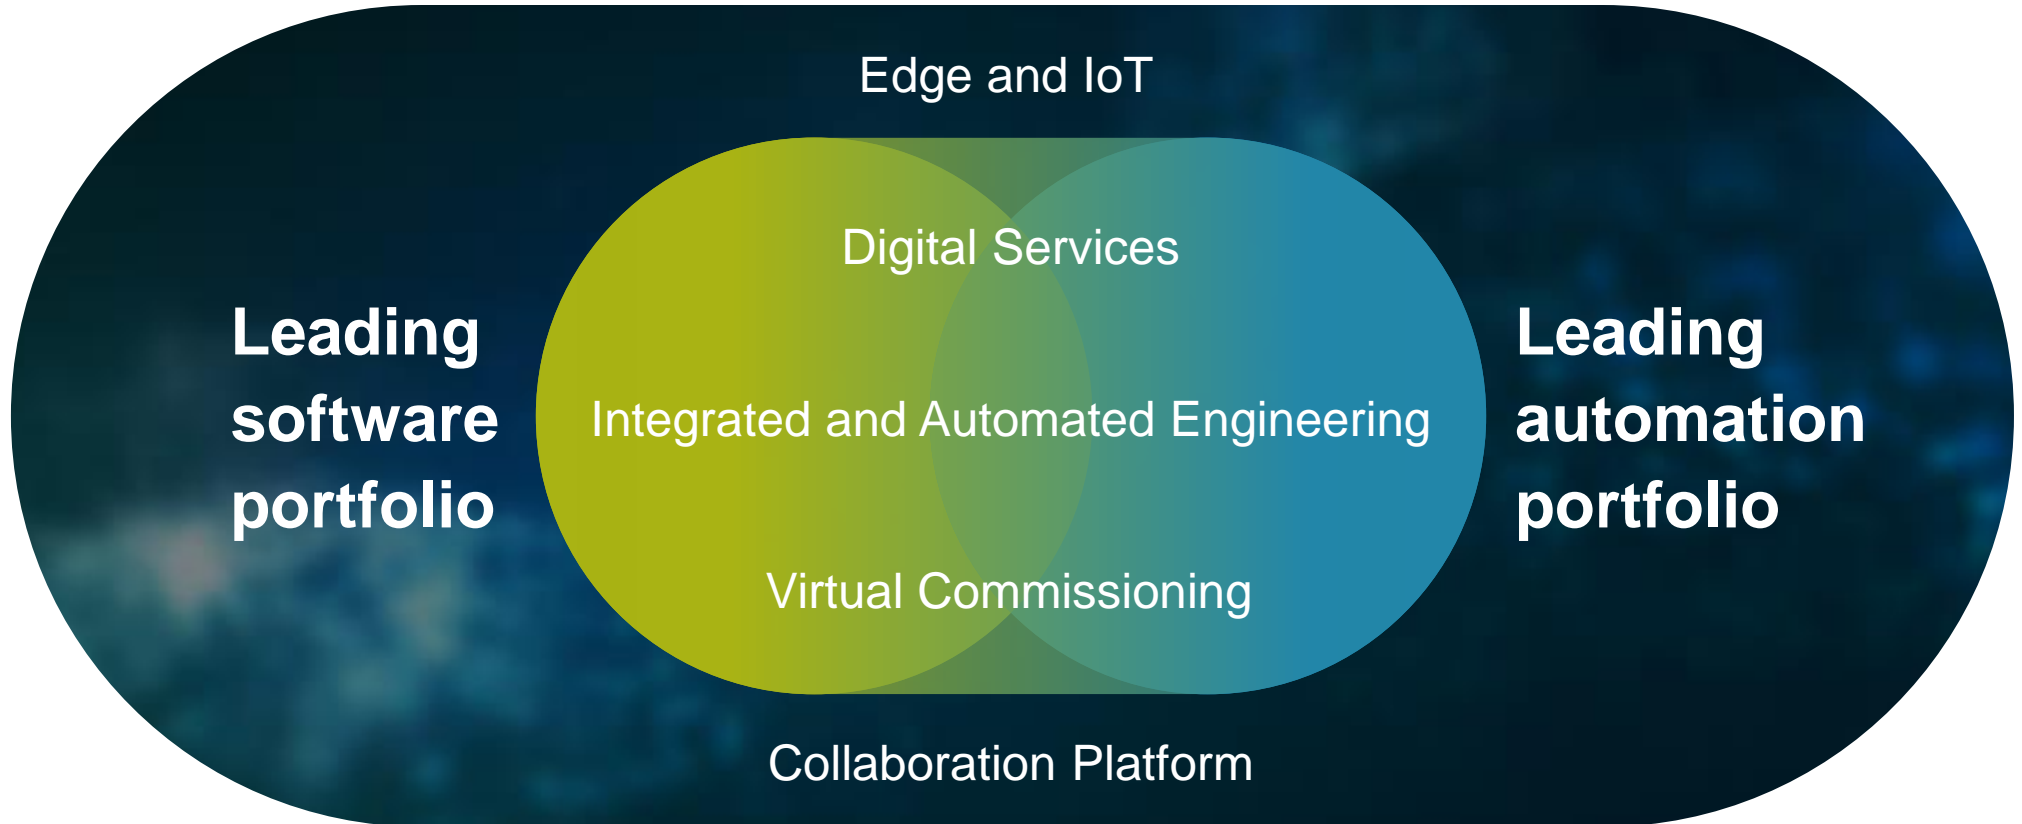 Edge and IoT
Digital Services
Leading
software
portfolio
Integrated and Automated Engineering
Leading
automation
portfolio
Virtual Commissioning
Collaboration Platform